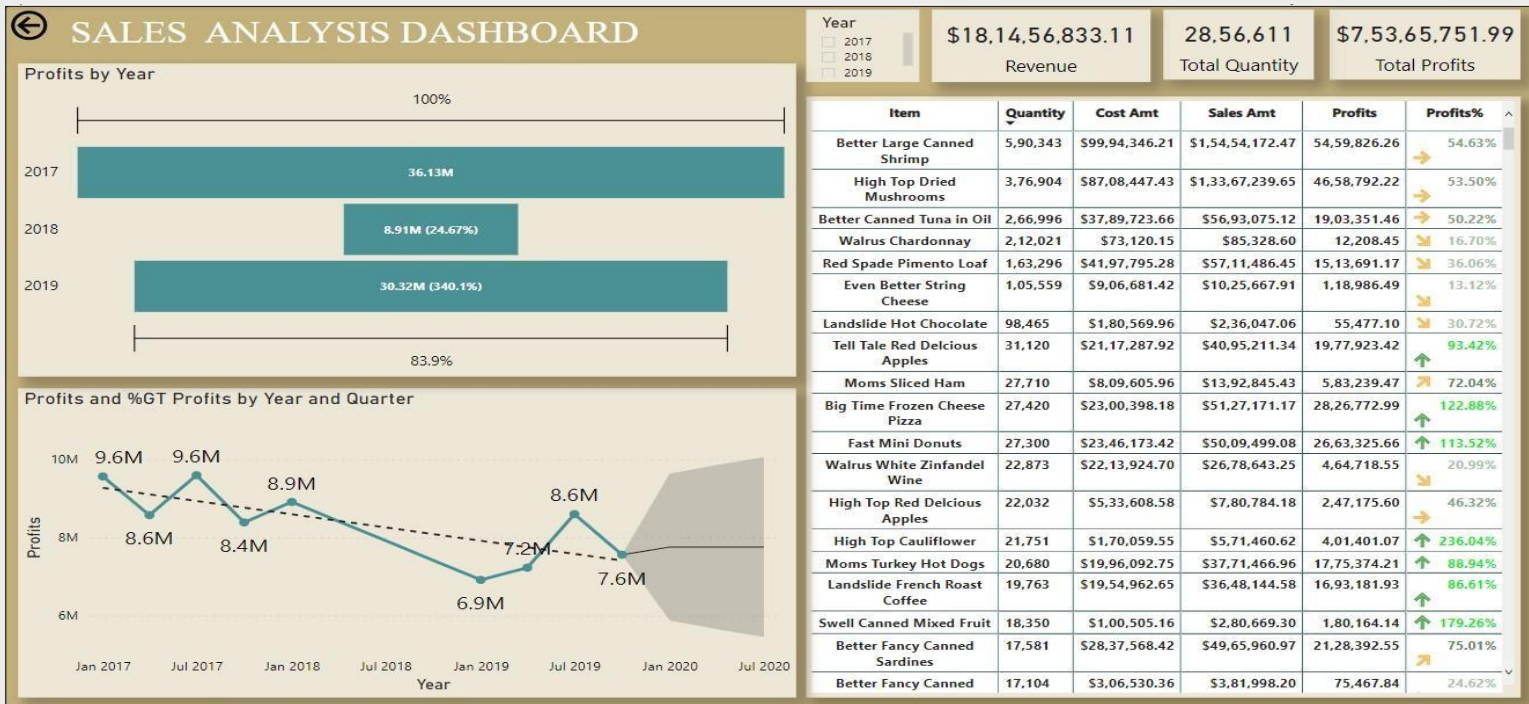 SALES ANALYSIS DASHBOARD
Year
2017
2018
2019
$18,14,56,833.11
Revenue
28,56,611
Total Quantity
$7,53,65,751.99
Total Profits
Profits by Year
100%
2017 36.13M
2018 8.91M (24.67%)
2019 30.32M (340.1%)
83.9%
Profits and %GT Profits by Year and Quarter
10M
8M
6M
Profits
9.6M
8.6M
9.6M
8.4M
8.9M
6.9M
7.2M
8.6M
7.6M
Jan 2017 Jul 2017 Jan 2018 Jul 2018 Jan 2019 Jul 2019 Jan 2020 Jul 2020
Year
Item Quantity Cost Amt Sales Amt Profits Profits%
Better Large Canned 5,90,343 $99,94,346.21 $1,54,54,172.47 54,59,826.26 54.63%
Shrimp
High Top Dried 3,76,904 $87,08,447.43 $1,33,67,239.65 46,58,792.22 53.50%
Mushrooms
Better Canned Tuna in Oil 2,66,996 $37,89,723.66 $56,93,075.12 19,03,351.46 50.22%
Walrus Chardonnay 2,12,021 $73,120.15 $85,328.60 12,208.45 16.70%
Red Spade Pimento Loaf 1,63,296 $41,97,795.28 $57,11,486.45 15,13,691.17 36.06%
Even Better String 1,05,559 $9,06,681.42 $10,25,667.91 1,18,986.49 13.12%
Cheese
Landslide Hot Chocolate 98,465 $1,80,569.96 $2,36,047.06 55,477.10 30.72%
Tell Tale Red Delcious 31,120 $21,17,287.92 $40,95,211.34 19,77,923.42 93.42%
Apples
Moms Sliced Ham 27,710 $8,09,605.96 $13,92,845.43 5,83,239.47 72.04%
Big Time Frozen Cheese 27,420 $23,00,398.18 $51,27,171.17 28,26,772.99 122.88%
Pizza
Fast Mini Donuts 27,300 $23,46,173.42 $50,09,499.08 26,63,325.66 113.52%
Walrus White Zinfandel 22,873 $22,13,924.70 $26,78,643.25 4,64,718.55 20.99%
Wine
High Top Red Delcious 22,032 $5,33,608.58 $7,80,784.18 2,47,175.60 46.32%
Apples
High Top Cauliflower 21,751 $1,70,059.55 $5,71,460.62 4,01,401.07 236.04%
Moms Turkey Hot Dogs 20,680 $19,96,092.75 $37,71,466.96 17,75,374.21 88.94%
Landslide French Roast 19,763 $19,54,962.65 $36,48,144.58 16,93,181.93 86.61%
Coffee
Swell Canned Mixed Fruit 18,350 $1,00,505.16 $2,80,669.30 1,80,164.14 179.26%
Better Fancy Canned 17,581 $28,37,568.42 $49,65,960.97 21,28,392.55 75.01%
Sardines
Better Fancy Canned 17,104 $3,06,530.36 $3,81,998.20 75,467.84 24.62%